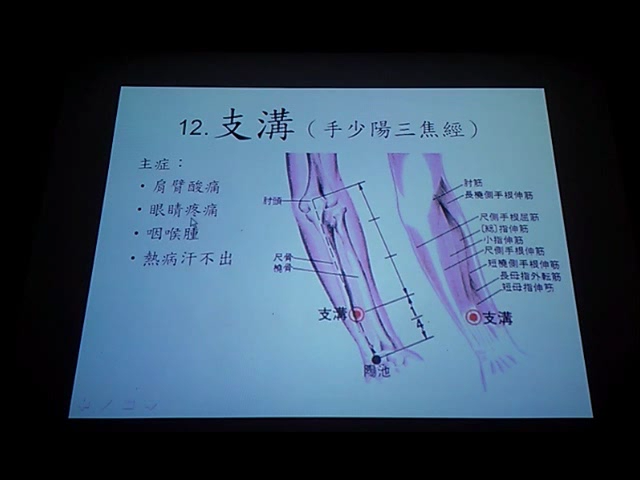 12.支溝（手少陽三焦經）
主症：
• 肩臂酸痛
• 眼睛疼痛
• 咽喉腫
• 熱病汗不出
肘頭
尺骨
橈骨
支溝
1
4
陽池
肘筋
長橈側手根伸筋
尺側手根屈筋
(総)指伸筋
小指伸筋
尺側手根伸筋
短橈側手根伸筋
長母指外転筋
短母指伸筋
支溝